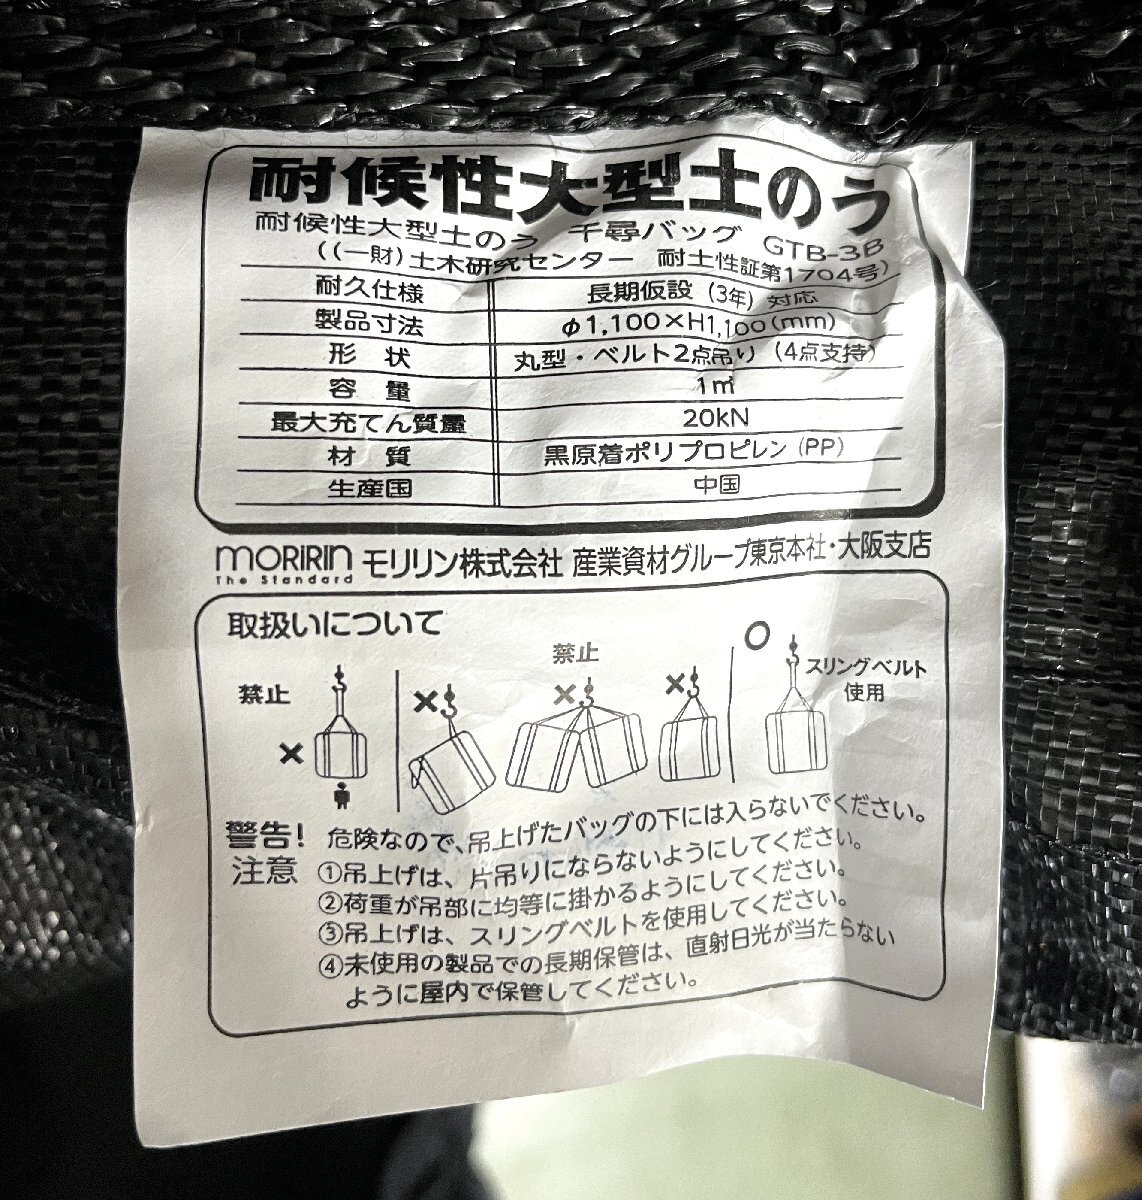 耐候性大型土のう
耐候性大型土のう 千尋バッグ GTB-3B
((一財)土木研究センター 耐土性証第1704号)
耐久仕様 長期仮設(3年)対応
製品寸法 φ1,100×H1,100(mm)
形 状 丸型・ベルト2点吊り(4点支持)
容 量 1㎥
最大充てん質量 20kN
材 質 黒原着ポリプロピレン(PP)
生産国 中国
MORIRIN The Standard モリリン株式会社 産業資材グループ東京本社・大阪支店
取扱いについて
禁止
×
×
禁止
×
×
○
スリングベルト
使用
警告! 危険なので、吊上げたバッグの下には入らないでください。
注意 ①吊上げは、片吊りにならないようにしてください。
②荷重が吊部に均等に掛かるようにしてください。
③吊上げは、スリングベルトを使用してください。
④未使用の製品での長期保管は、直射日光が当たらない
ように屋内で保管してください。